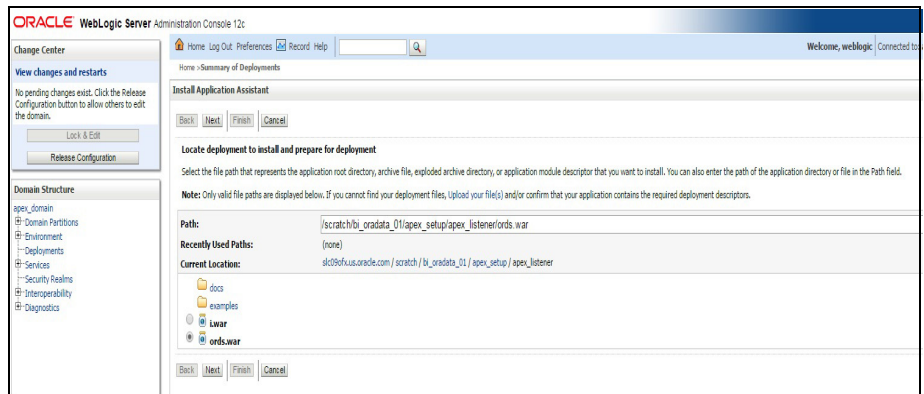 ORACLE WebLogic Server Administration Console 12c
Change Center
View changes and restarts
No pending changes exist. Click the Release
Configuration button to allow others to edit
the domain.
Lock & Edit
Release Configuration
Domain Structure
apex_domain
Domain Partitions
Environment
Deployments
Services
Security Realms
Interoperability
Diagnostics
Home Log Out Preferences Record Help
Welcome, weblogic Connected to:
Home >Summary of Deployments
Install Application Assistant
Back Next Finish Cancel
Locate deployment to install and prepare for deployment
Select the file path that represents the application root directory, archive file, exploded archive directory, or application module descriptor that you want to install. You can also enter the path of the application directory or file in the Path field.
Note: Only valid file paths are displayed below. If you cannot find your deployment files, Upload your file(s) and/or confirm that your application contains the required deployment descriptors.
Path: /scratch/bi_oradata_01/apex_setup/apex_listener/ords.war
Recently Used Paths: (none)
Current Location: slc09ofx.us.oracle.com / scratch / bi_oradata_01 / apex_setup / apex_listener
docs
examples
i.war
ords.war
Back Next Finish Cancel